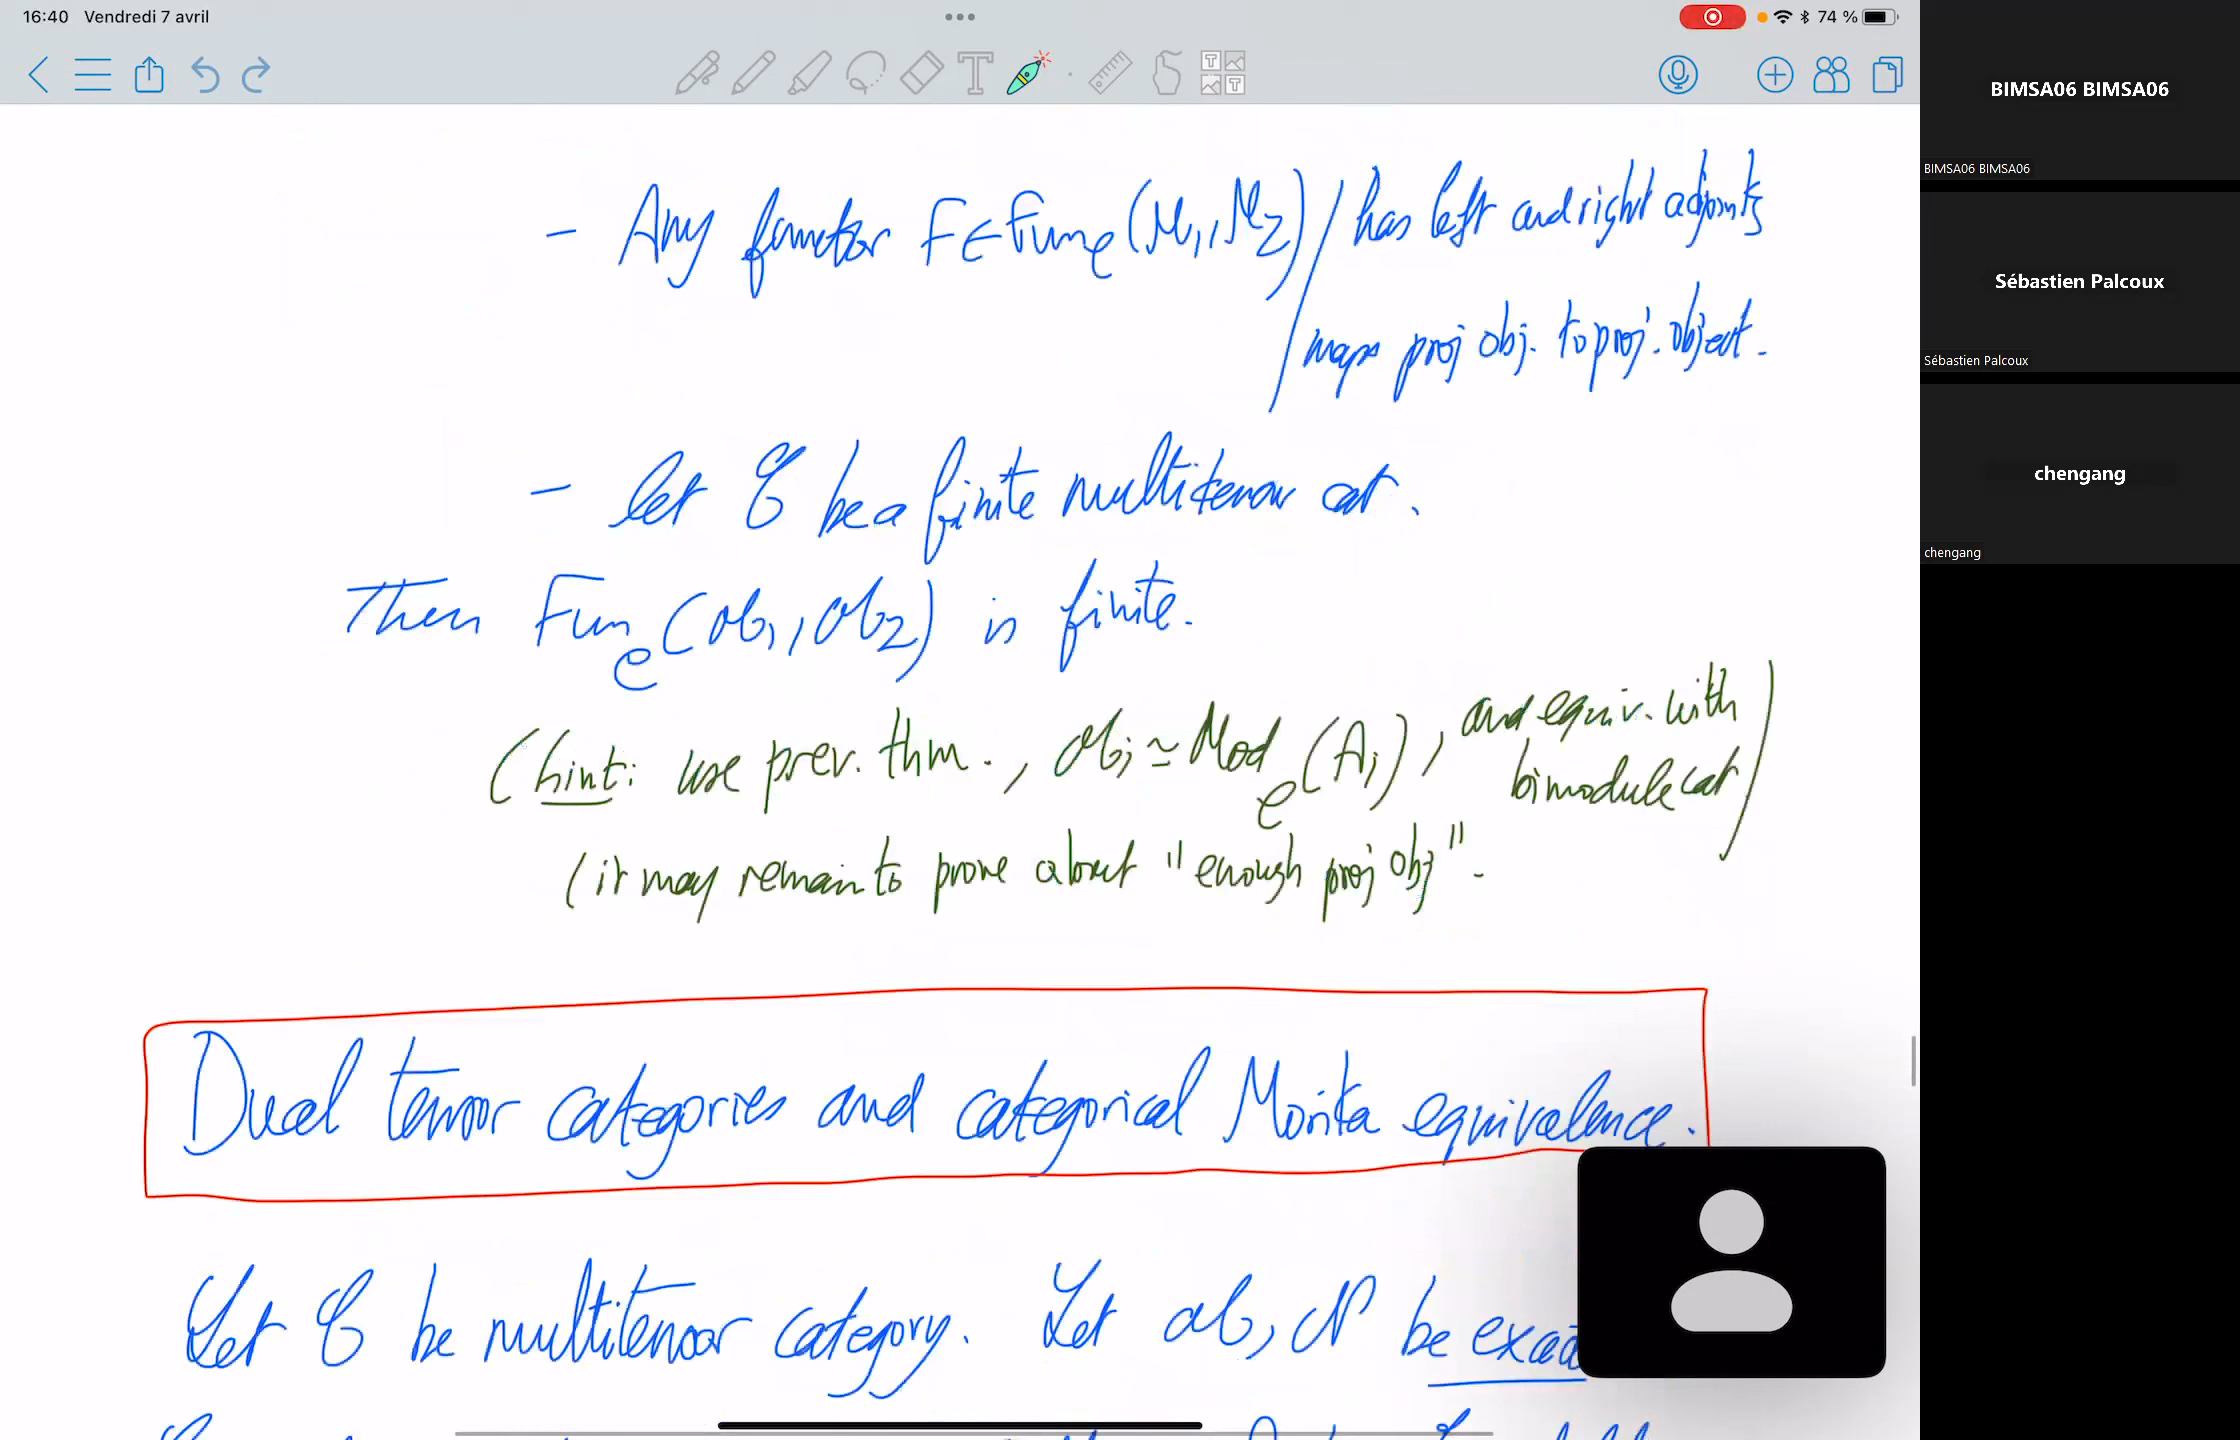 16:40 Vendredi 7 avril
74 %
BIMSA06 BIMSA06
BIMSA06 BIMSA06
Sébastien Palcoux
Sébastien Palcoux
chengang
chengang
- Any functor F ∈ Fun_C(M₁, M₂) / has left and right adjoints
/ maps proj obj. to proj. object.
- Let C be a finite multitensor cat.
Then Fun_C(M₁, M₂) is finite.
(hint: use prev. thm., Mᵢ ≃ Mod_C(Aᵢ), and equiv. with
bimodule cat)
(it may remain to prove about "enough proj obj".
Dual tensor categories and categorical Morita equivalence.
Let C be multitensor category. Let M, N be exact